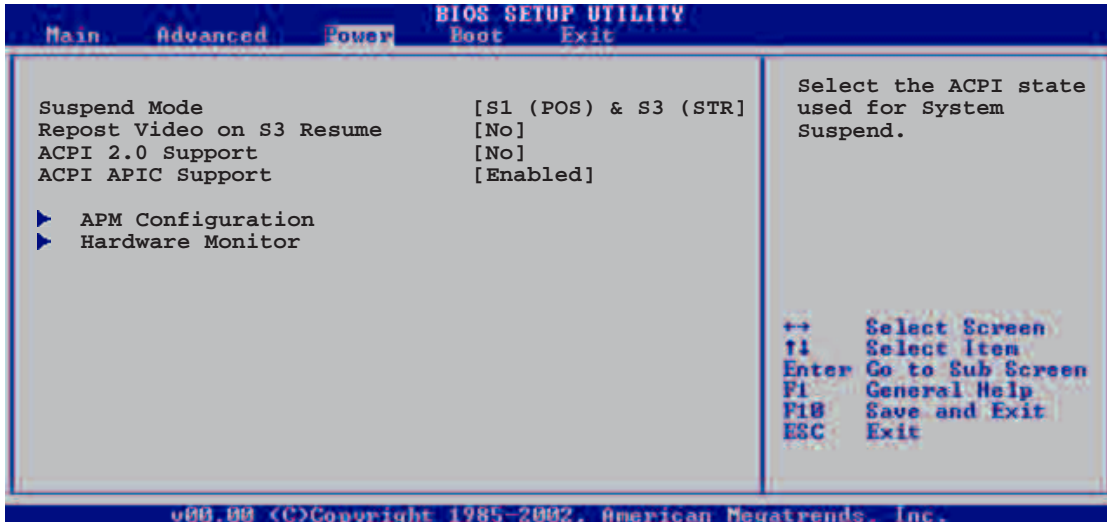 BIOS SETUP UTILITY
Main Advanced Power Boot Exit
Suspend Mode [S1 (POS) & S3 (STR]
Repost Video on S3 Resume [No]
ACPI 2.0 Support [No]
ACPI APIC Support [Enabled]
APM Configuration
Hardware Monitor
Select the ACPI state
used for System
Suspend.
←→ Select Screen
↑↓ Select Item
Enter Go to Sub Screen
F1 General Help
F10 Save and Exit
ESC Exit
v00.00 (C)Copyright 1985-2002, American Megatrends, Inc.